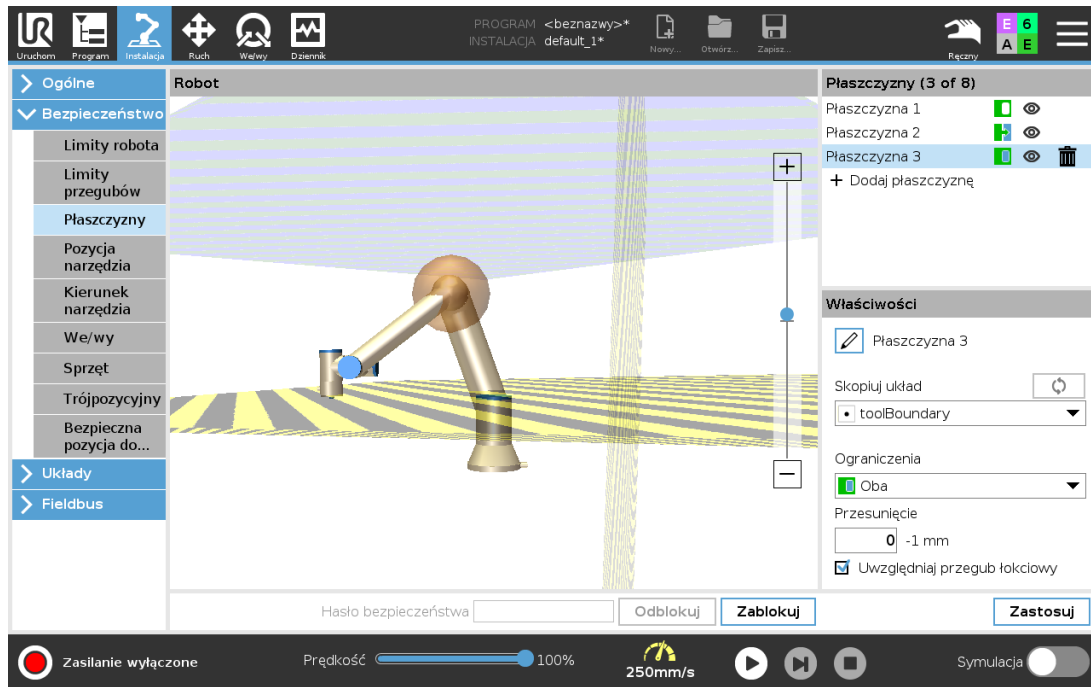 UR
PROGRAM <beznazwy>*
INSTALACJA default_1*
Uruchom Program Instalacja Ruch We/wy Dziennik Nowy... Otwórz... Zapisz... Ręczny
E 6
A E
Ogólne
Bezpieczeństwo
Limity robota
Limity
przegubów
Płaszczyzny
Pozycja
narzędzia
Kierunek
narzędzia
We/wy
Sprzęt
Trójpozycyjny
Bezpieczna
pozycja do...
Układy
Fieldbus
Robot
+
−
Płaszczyzny (3 of 8)
Płaszczyzna 1
Płaszczyzna 2
Płaszczyzna 3
+ Dodaj płaszczyznę
Właściwości
Płaszczyzna 3
Skopiuj układ
toolBoundary
Ograniczenia
Oba
Przesunięcie
0 -1 mm
Uwzględniaj przegub łokciowy
Hasło bezpieczeństwa Odblokuj Zablokuj Zastosuj
Zasilanie wyłączone Prędkość 100% 250mm/s Symulacja